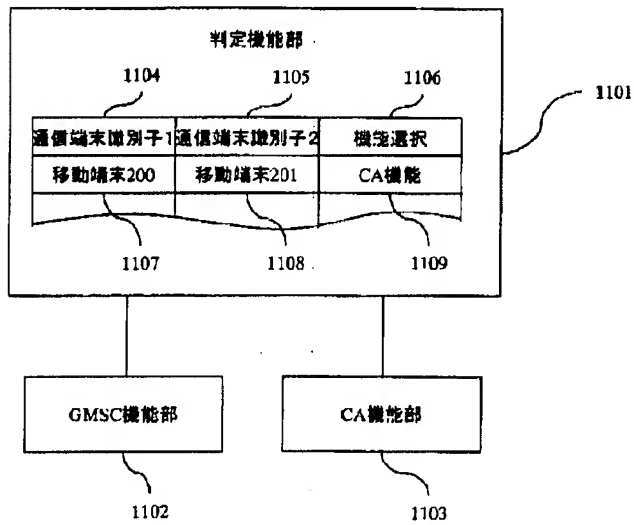 判定機能部
1104
1105
1106
1101
通信端末識別子1
通信端末識別子2
機能選択
移動端末200
移動端末201
CA機能
1107
1108
1109
GMSC機能部
CA機能部
1102
1103